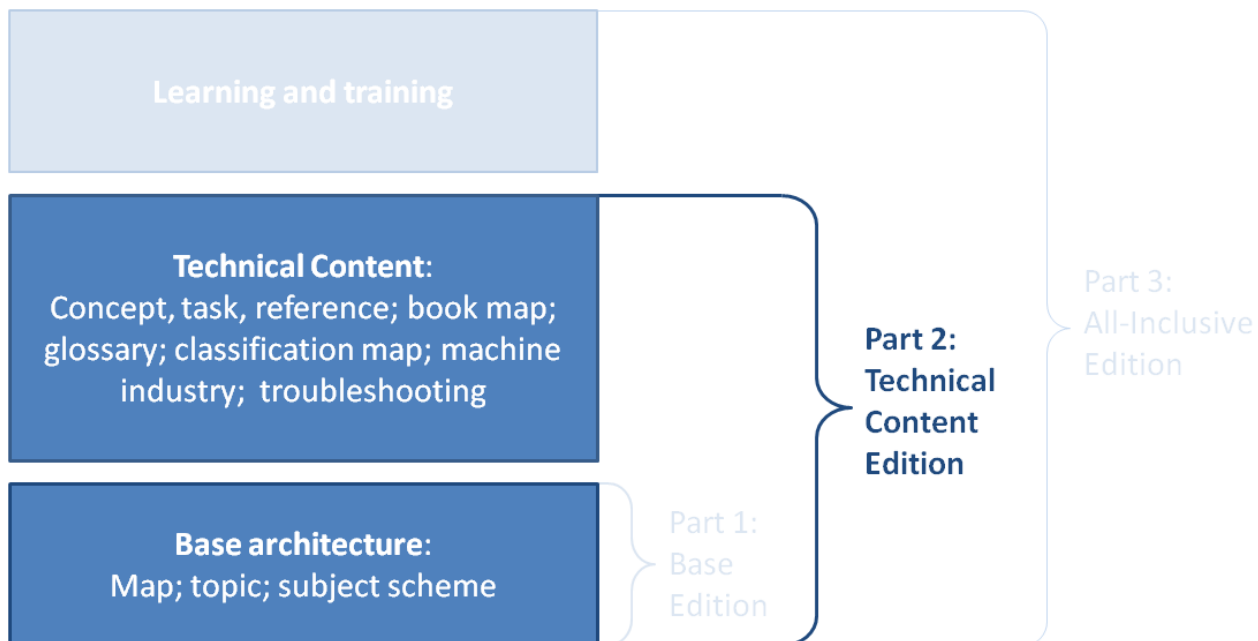 Learning and training
Technical Content:
Concept, task, reference; book map;
glossary; classification map; machine
industry; troubleshooting
Base architecture:
Map; topic; subject scheme
Part 1:
Base
Edition
Part 2:
Technical
Content
Edition
Part 3:
All-Inclusive
Edition